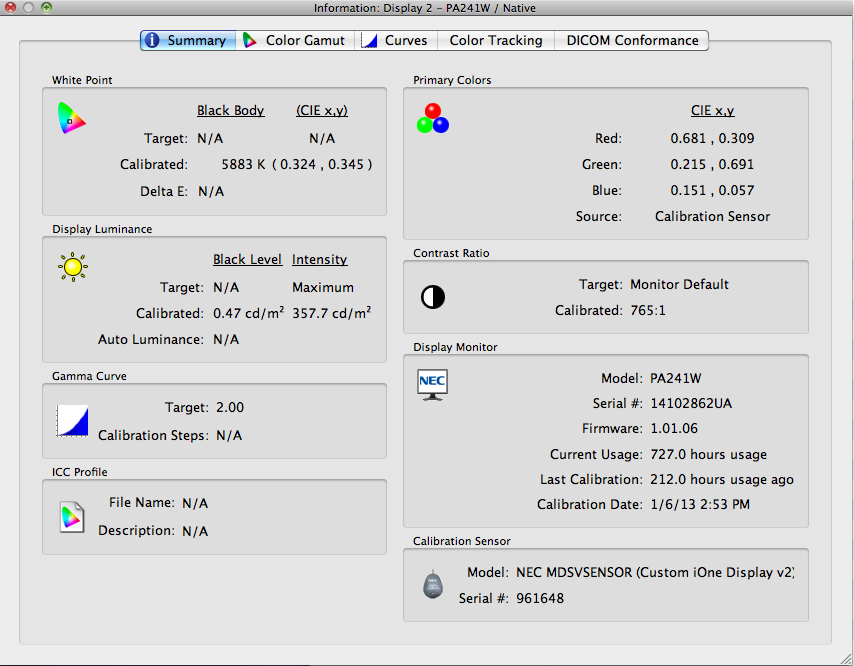 Information: Display 2 – PA241W / Native
Summary Color Gamut Curves Color Tracking DICOM Conformance
White Point
Black Body (CIE x,y)
Target: N/A N/A
Calibrated: 5883 K ( 0.324 , 0.345 )
Delta E: N/A
Display Luminance
Black Level Intensity
Target: N/A Maximum
Calibrated: 0.47 cd/m² 357.7 cd/m²
Auto Luminance: N/A
Gamma Curve
Target: 2.00
Calibration Steps: N/A
ICC Profile
File Name: N/A
Description: N/A
Primary Colors
CIE x,y
Red: 0.681 , 0.309
Green: 0.215 , 0.691
Blue: 0.151 , 0.057
Source: Calibration Sensor
Contrast Ratio
Target: Monitor Default
Calibrated: 765:1
Display Monitor
NEC
Model: PA241W
Serial #: 14102862UA
Firmware: 1.01.06
Current Usage: 727.0 hours usage
Last Calibration: 212.0 hours usage ago
Calibration Date: 1/6/13 2:53 PM
Calibration Sensor
Model: NEC MDSVSENSOR (Custom iOne Display v2)
Serial #: 961648